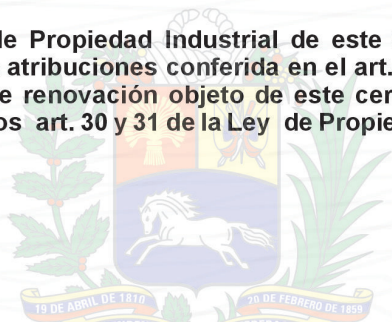 de Propiedad Industrial de este
atribuciones conferida en el art.
e renovación objeto de este cer
os art. 30 y 31 de la Ley de Propie
19 DE ABRIL DE 1810
20 DE FEBRERO DE 1859